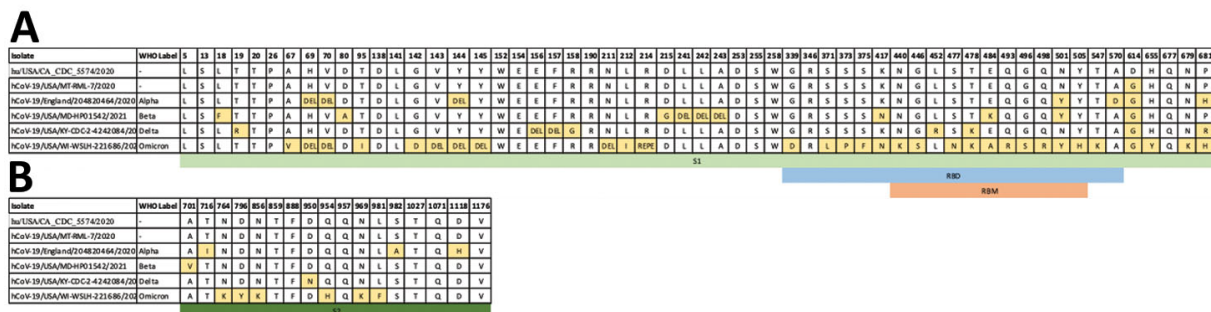 A
Isolate WHO Label 5 13 18 19 20 26 67 69 70 80 95 138 141 142 143 144 145 152 154 156 157 158 190 211 212 214 215 241 242 243 253 255 258 339 346 371 373 375 417 440 446 452 477 478 484 493 496 498 501 505 547 570 614 655 677 679 681
hu/USA/CA_CDC_5574/2020 - L S L T T P A H V D T D L G V Y Y W E E F R R N L R D L L A D S W G R S S S K N G L S T E Q G Q N Y T A D H Q N P
hCoV-19/USA/MT-RML-7/2020 - L S L T T P A H V D T D L G V Y Y W E E F R R N L R D L L A D S W G R S S S K N G L S T E Q G Q N Y T A G H Q N P
hCoV-19/England/204820464/2020 Alpha L S L T T P A DEL DEL D T D L G V DEL Y W E E F R R N L R D L L A D S W G R S S S K N G L S T E Q G Q Y Y T D G H Q N H
hCoV-19/USA/MD-HP01542/2021 Beta L S F T T P A H V A T D L G V Y Y W E E F R R N L R G DEL DEL DEL D S W G R S S S N N G L S T K Q G Q Y Y T A G H Q N P
hCoV-19/USA/KY-CDC-2-4242084/20 Delta L S L R T P A H V D T D L G V Y Y W E DEL DEL G R N L R D L L A D S W G R S S S K N G R S K E Q G Q N Y T A G H Q N R
hCoV-19/USA/WI-WSLH-221686/202 Omicron L S L T T P V DEL DEL D I D L D DEL DEL DEL W E E F R R DEL I REPE D L L A D S W D R L P F N K S L N K A R S R Y H K A G Y Q K H
S1
RBD
RBM
B
Isolate WHO Label 701 716 764 796 856 859 888 950 954 957 969 981 982 1027 1071 1118 1176
hu/USA/CA_CDC_5574/2020 - A T N D N T F D Q Q N L S T Q D V
hCoV-19/USA/MT-RML-7/2020 - A T N D N T F D Q Q N L S T Q D V
hCoV-19/England/204820464/2020 Alpha A I N D N T F D Q Q N L A T Q H V
hCoV-19/USA/MD-HP01542/2021 Beta V T N D N T F D Q Q N L S T Q D V
hCoV-19/USA/KY-CDC-2-4242084/20 Delta A T N D N T F N Q Q N L S T Q D V
hCoV-19/USA/WI-WSLH-221686/202 Omicron A T K Y K T F D H Q K F S T Q D V